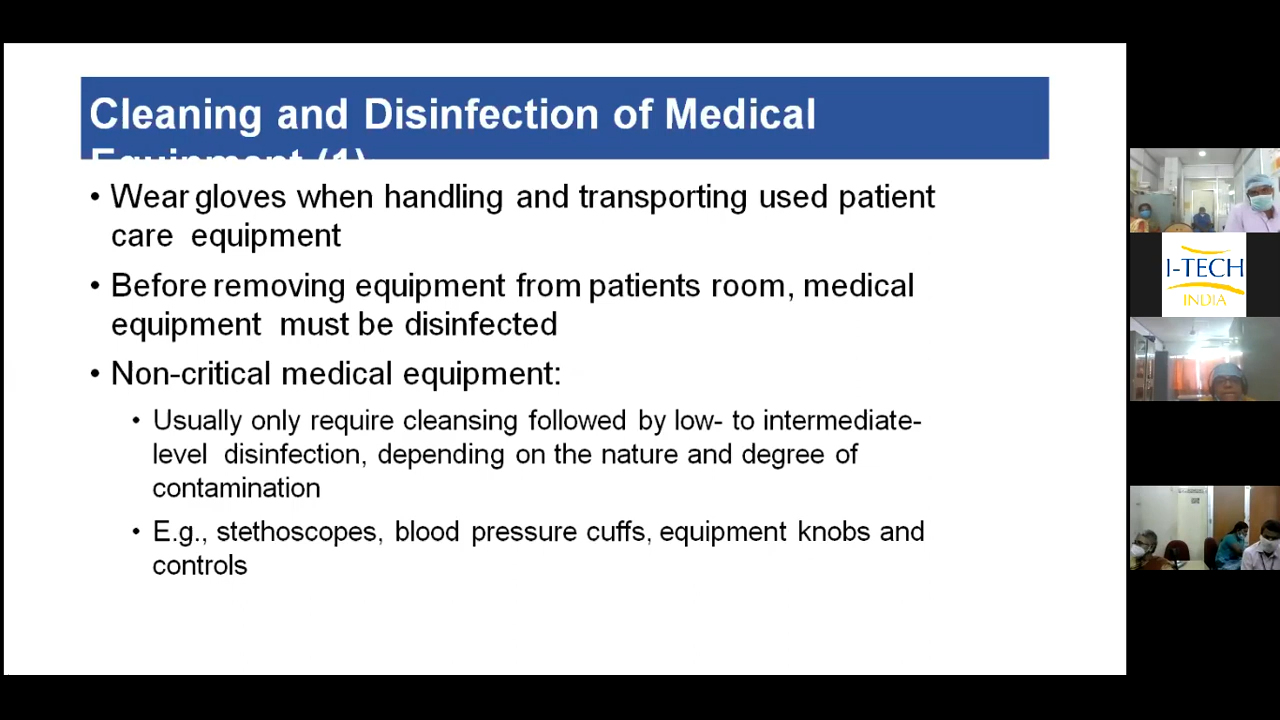 Cleaning and Disinfection of Medical
Equipment (1)
• Wear gloves when handling and transporting used patient
care equipment
• Before removing equipment from patients room, medical
equipment must be disinfected
• Non-critical medical equipment:
• Usually only require cleansing followed by low- to intermediate-
level disinfection, depending on the nature and degree of
contamination
• E.g., stethoscopes, blood pressure cuffs, equipment knobs and
controls
I-TECH
INDIA